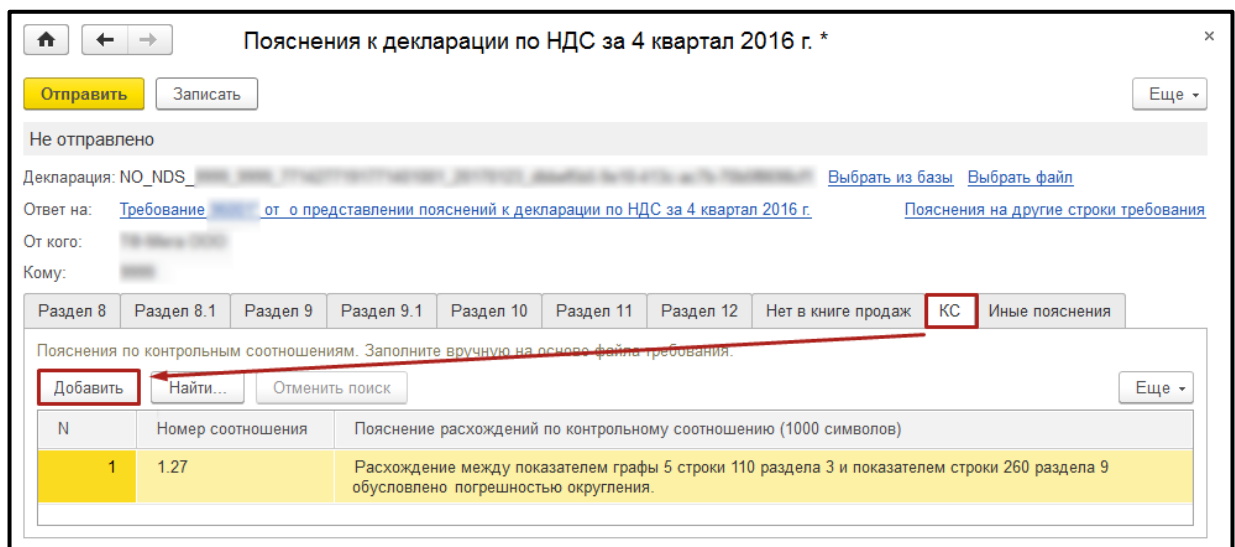 Пояснения к декларации по НДС за 4 квартал 2016 г. *
Отправить Записать Еще
Не отправлено
Декларация: NO_NDS_ Выбрать из базы Выбрать файл
Ответ на: Требование от о представлении пояснений к декларации по НДС за 4 квартал 2016 г. Пояснения на другие строки требования
От кого:
Кому:
Раздел 8 Раздел 8.1 Раздел 9 Раздел 9.1 Раздел 10 Раздел 11 Раздел 12 Нет в книге продаж КС Иные пояснения
Пояснения по контрольным соотношениям. Заполните вручную на основе файла требования.
Добавить Найти... Отменить поиск Еще
N Номер соотношения Пояснение расхождений по контрольному соотношению (1000 символов)
1 1.27 Расхождение между показателем графы 5 строки 110 раздела 3 и показателем строки 260 раздела 9
обусловлено погрешностью округления.